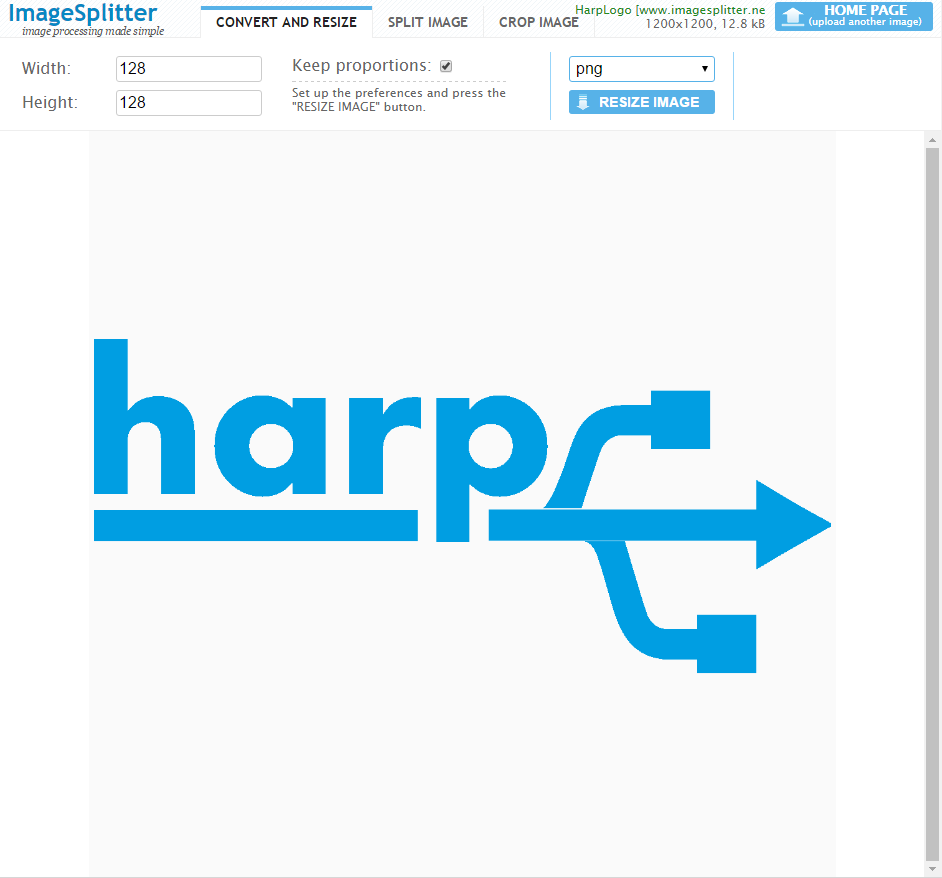 ImageSplitter
image processing made simple
CONVERT AND RESIZE
SPLIT IMAGE
CROP IMAGE
HarpLogo [www.imagesplitter.ne
1200x1200, 12.8 kB
HOME PAGE
(upload another image)
Width:
128
Height:
128
Keep proportions:
Set up the preferences and press the
"RESIZE IMAGE" button.
png
RESIZE IMAGE
harp